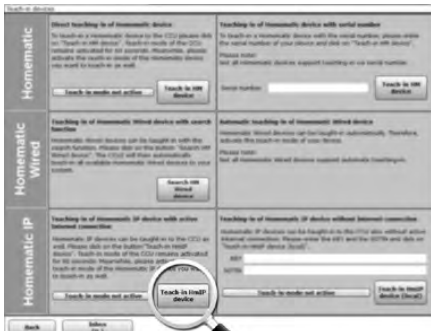 Teach-in devices
Homematic
Direct teaching-in of Homematic device
To teach-in a Homematic device to the CCU please click
on "Teach-in HM device". Teach-in mode of the CCU
remains activated for 60 seconds. Meanwhile, please
activate the teach-in mode of the Homematic device
you want to teach-in as well.
Teach-in mode not active
Teach-in HM
device
Teaching-in of Homematic device with serial number
To teach-in a Homematic device with the serial number, please enter
the serial number of your device and click on "Teach-in HM device".
Please note:
Not all Homematic devices support teaching-in via serial number.
Serial number
Teach-in HM
device
Homematic
Wired
Teaching-in of Homematic Wired device with search
function
Homematic Wired devices can be taught-in with the
search function. Please click on the button "Search HM
Wired device". The CCU2 will then automatically
teach-in all available Homematic Wired devices to your
system.
Search HM
Wired
device
Automatic teaching-in of Homematic Wired device
Homematic Wired devices can be taught-in automatically. Therefore,
activate the teach-in mode of your device.
Please note:
Not all Homematic Wired devices support automatic teaching-in.
Homematic IP
Teaching-in of Homematic IP device with active
Internet connection
Homematic IP devices can be taught-in to the CCU as
well. Please click on the button "Teach-in HmIP
device". Teach-in mode of the CCU remains activated
for 60 seconds. Meanwhile, please
teach-in mode of the Homematic IP you want
to teach-in as well.
Teach-in mode not active
Teach-in HmIP
device
Teaching-in of Homematic IP device without Internet connection
Homematic IP devices can be taught-in to the CCU also without active
Internet connection. Please enter the KEY and the SGTIN and click on
"Teach-in HmIP device (local)".
KEY
SGTIN
Teach-in mode not active
Teach-in HmIP
device (local)
Back
Inbox